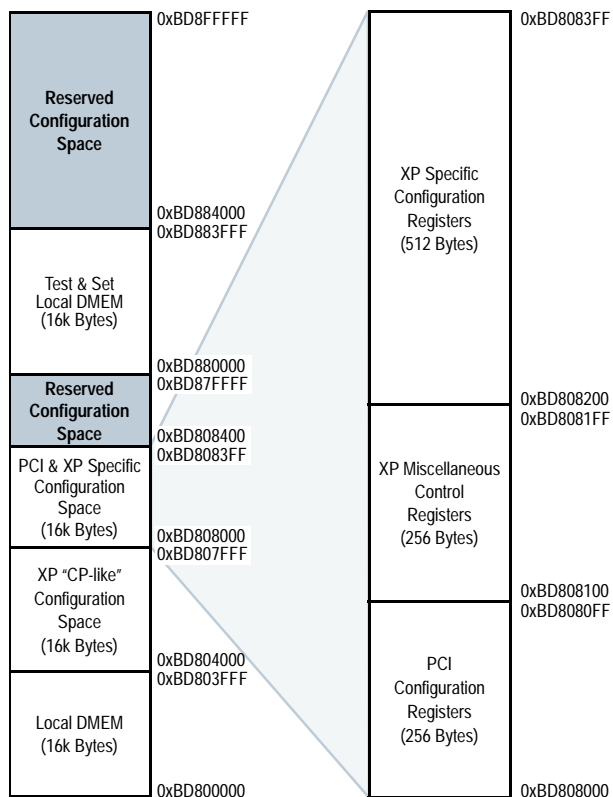 0xBD8FFFFF
Reserved
Configuration
Space
0xBD884000
0xBD883FFF
Test & Set
Local DMEM
(16k Bytes)
0xBD880000
0xBD87FFFF
Reserved
Configuration
Space
0xBD808400
0xBD8083FF
PCI & XP Specific
Configuration
Space
(16k Bytes)
0xBD808000
0xBD807FFF
XP “CP-like”
Configuration
Space
(16k Bytes)
0xBD804000
0xBD803FFF
Local DMEM
(16k Bytes)
0xBD800000
0xBD8083FF
XP Specific
Configuration
Registers
(512 Bytes)
0xBD808200
0xBD8081FF
XP Miscellaneous
Control
Registers
(256 Bytes)
0xBD808100
0xBD8080FF
PCI
Configuration
Registers
(256 Bytes)
0xBD808000